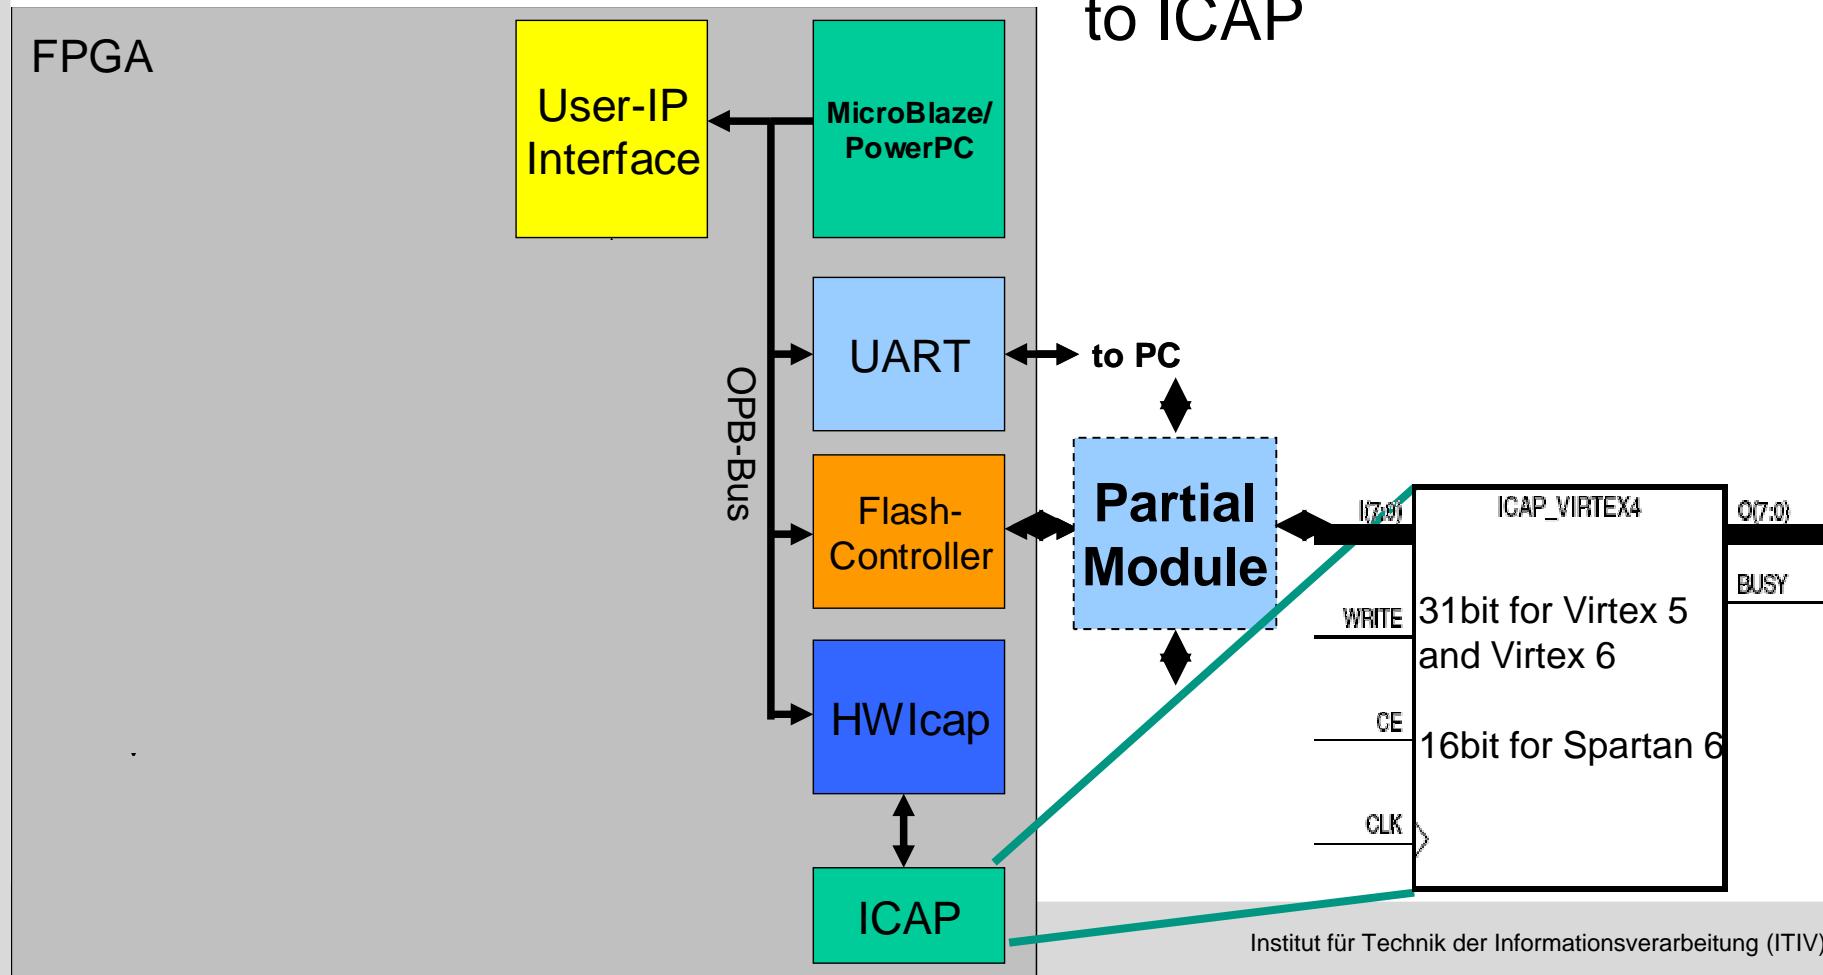 to ICAP
FPGA
User-IP
Interface
MicroBlaze/
PowerPC
UART
to PC
OPB-Bus
Flash-
Controller
Partial
Module
HWIcap
ICAP
I(7:0)
ICAP_VIRTEX4
O(7:0)
BUSY
WRITE
31bit for Virtex 5
and Virtex 6
CE
16bit for Spartan 6
CLK
Institut für Technik der Informationsverarbeitung (ITIV)